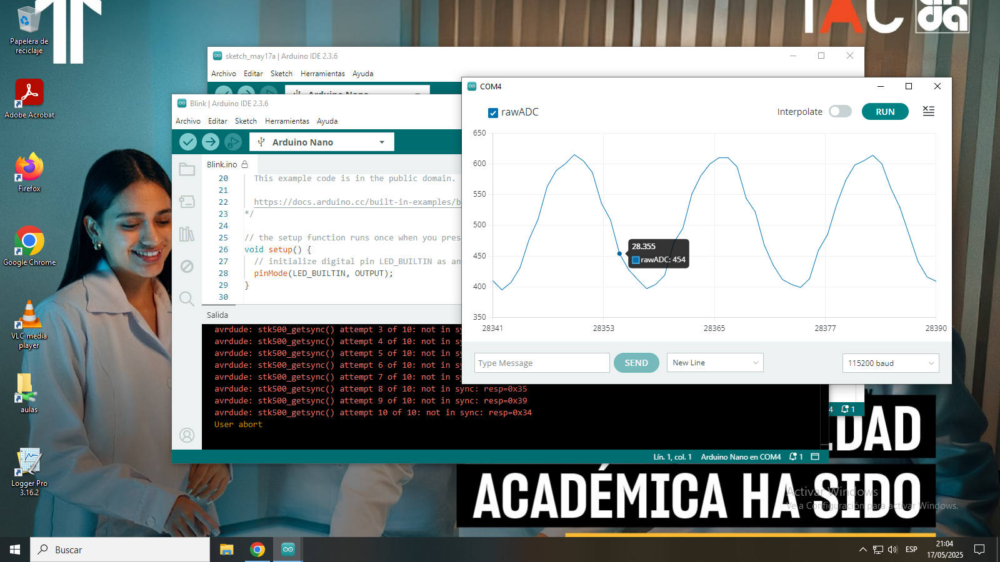 Papelera de
reciclaje
Adobe Acrobat
Firefox
Google Chrome
VLC media
player
aulas
Logger Pro
3.16.2
IAC
sketch_may17a | Arduino IDE 2.3.6
Archivo Editar Sketch Herramientas Ayuda
Blink | Arduino IDE 2.3.6
Archivo Editar Sketch Herramientas Ayuda
Arduino Nano
Blink.ino
20 This example code is in the public domain.
21
22 https://docs.arduino.cc/built-in-examples/b
23 */
24
25 // the setup function runs once when you pres
26 void setup() {
27 // initialize digital pin LED_BUILTIN as an
28 pinMode(LED_BUILTIN, OUTPUT);
29 }
30
Salida
avrdude: stk500_getsync() attempt 3 of 10: not in sy
avrdude: stk500_getsync() attempt 4 of 10: not in sy
avrdude: stk500_getsync() attempt 5 of 10: not in sy
avrdude: stk500_getsync() attempt 6 of 10: not in sy
avrdude: stk500_getsync() attempt 7 of 10: not in sy
avrdude: stk500_getsync() attempt 8 of 10: not in sync: resp=0x35
avrdude: stk500_getsync() attempt 9 of 10: not in sync: resp=0x39
avrdude: stk500_getsync() attempt 10 of 10: not in sync: resp=0x34
User abort
Lín. 1, col. 1 Arduino Nano en COM4 1
4 1
COM4
rawADC
Interpolate RUN
650
600
550
500
450
400
350
28341 28353 28365 28377 28390
28.355
rawADC: 454
Type Message SEND New Line 115200 baud
LDAD
ACADÉMICA HA SIDO
Activar Windows
Ve a Configuración para activar Windows.
Buscar
ESP
21:04
17/05/2025